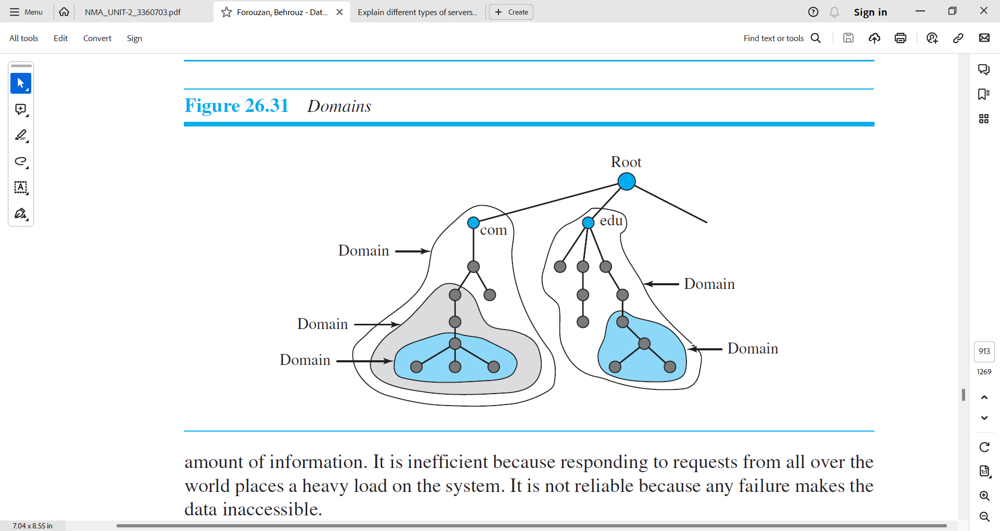 Menu
NMA_UNIT-2_3360703.pdf
Forouzan, Behrouz - Dat...
Explain different types of servers...
Create
Sign in
All tools
Edit
Convert
Sign
Find text or tools
Figure 26.31 Domains
Root
com
edu
Domain
Domain
Domain
Domain
Domain
amount of information. It is inefficient because responding to requests from all over the
world places a heavy load on the system. It is not reliable because any failure makes the
data inaccessible.
913
1269
7.04 x 8.55 in